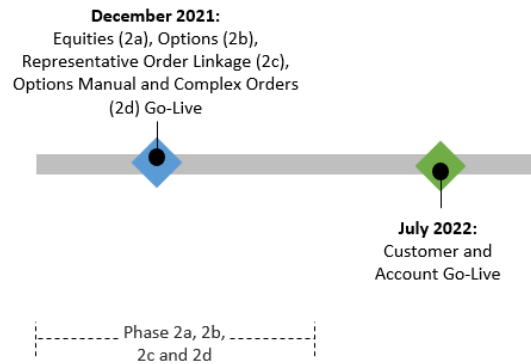 December 2021:
Equities (2a), Options (2b),
Representative Order Linkage (2c),
Options Manual and Complex Orders
(2d) Go-Live
July 2022:
Customer and
Account Go-Live
Phase 2a, 2b,
2c and 2d